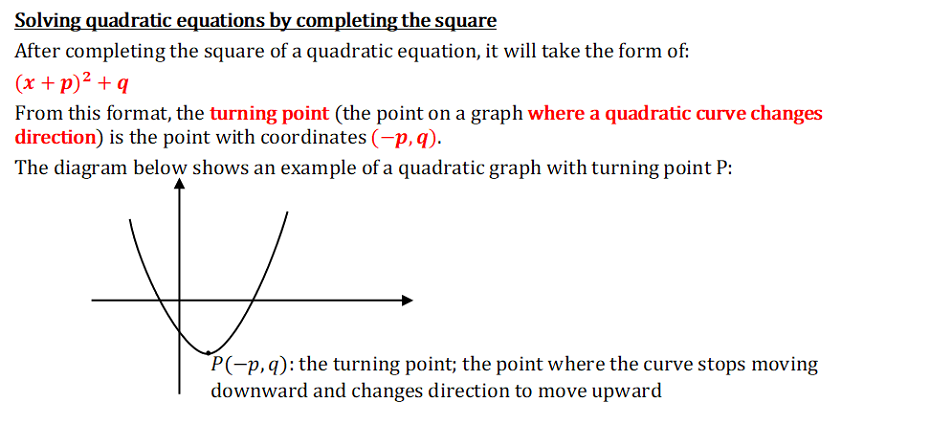 Solving quadratic equations by completing the square
After completing the square of a quadratic equation, it will take the form of:
(x + p)² + q
From this format, the turning point (the point on a graph where a quadratic curve changes
direction) is the point with coordinates (−p, q).
The diagram below shows an example of a quadratic graph with turning point P:
P(−p, q): the turning point; the point where the curve stops moving
downward and changes direction to move upward